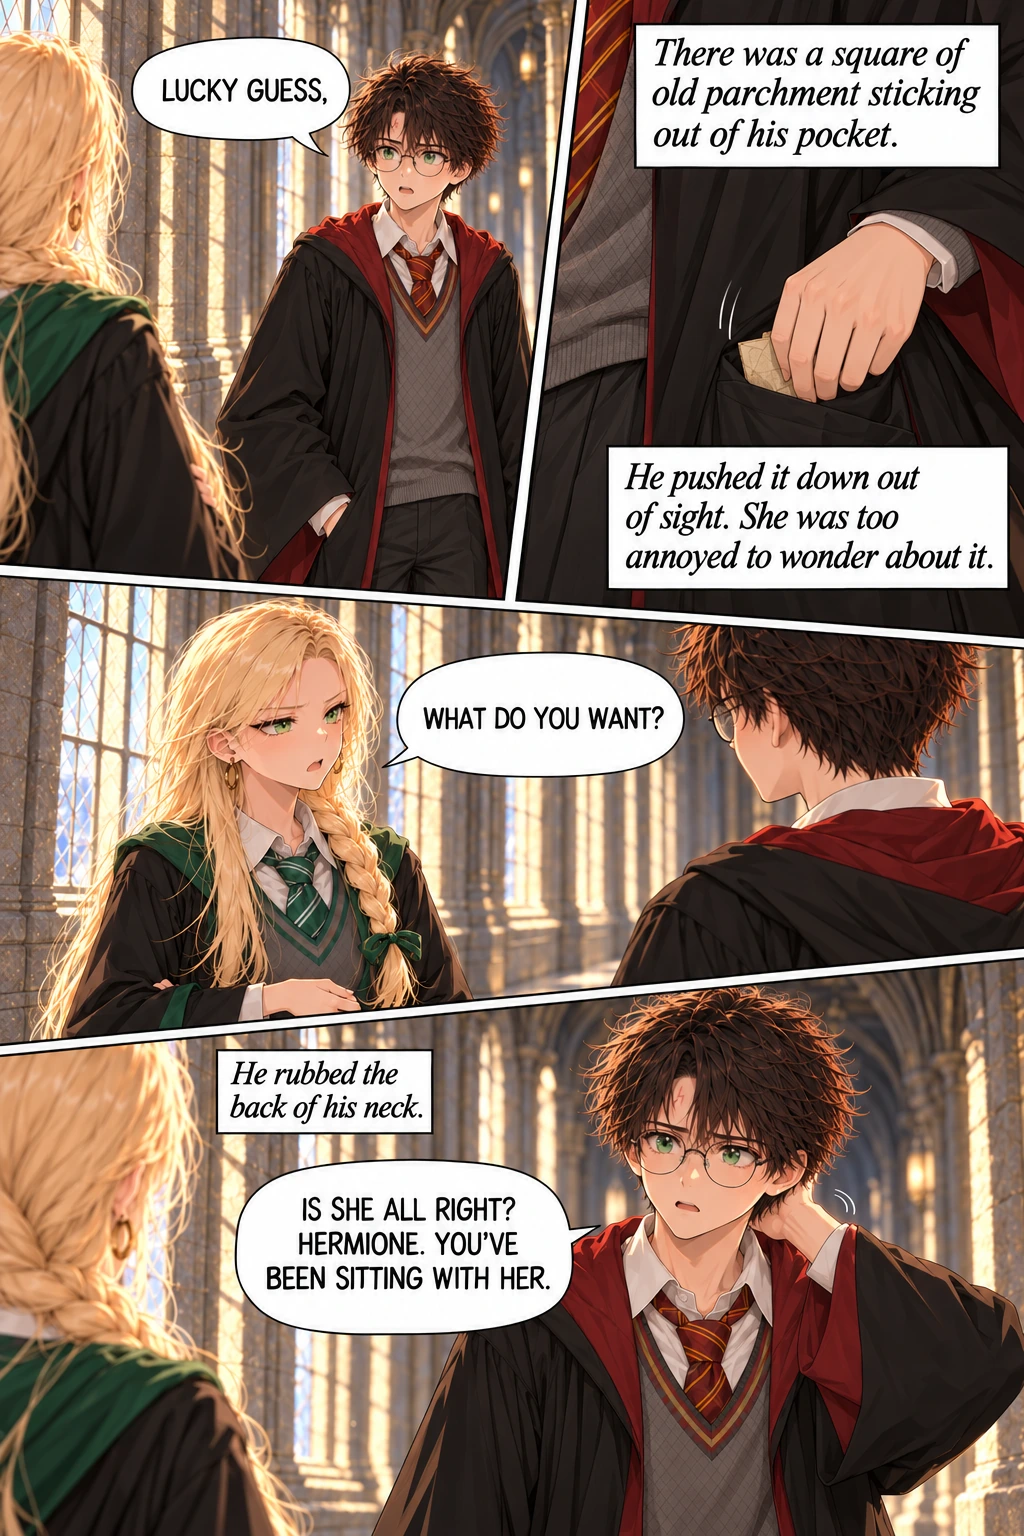 LUCKY GUESS,
There was a square of
old parchment sticking
out of his pocket.
He pushed it down out
of sight. She was too
annoyed to wonder about it.
WHAT DO YOU WANT?
He rubbed the
back of his neck.
IS SHE ALL RIGHT?
HERMIONE. YOU'VE
BEEN SITTING WITH HER.